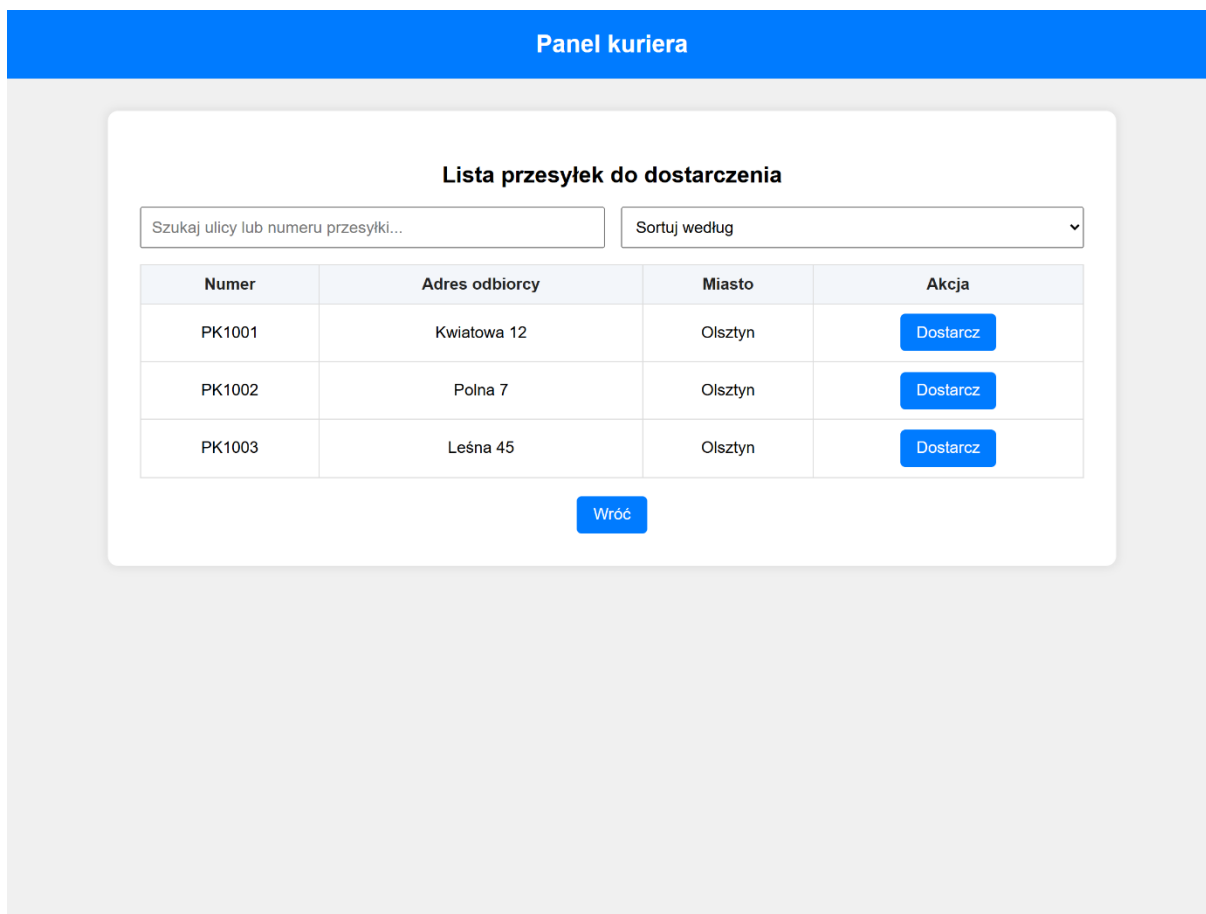 Panel kuriera
Lista przesyłek do dostarczenia
Szukaj ulicy lub numeru przesyłki... Sortuj według
Numer Adres odbiorcy Miasto Akcja
PK1001 Kwiatowa 12 Olsztyn Dostarcz
PK1002 Polna 7 Olsztyn Dostarcz
PK1003 Leśna 45 Olsztyn Dostarcz
Wróć